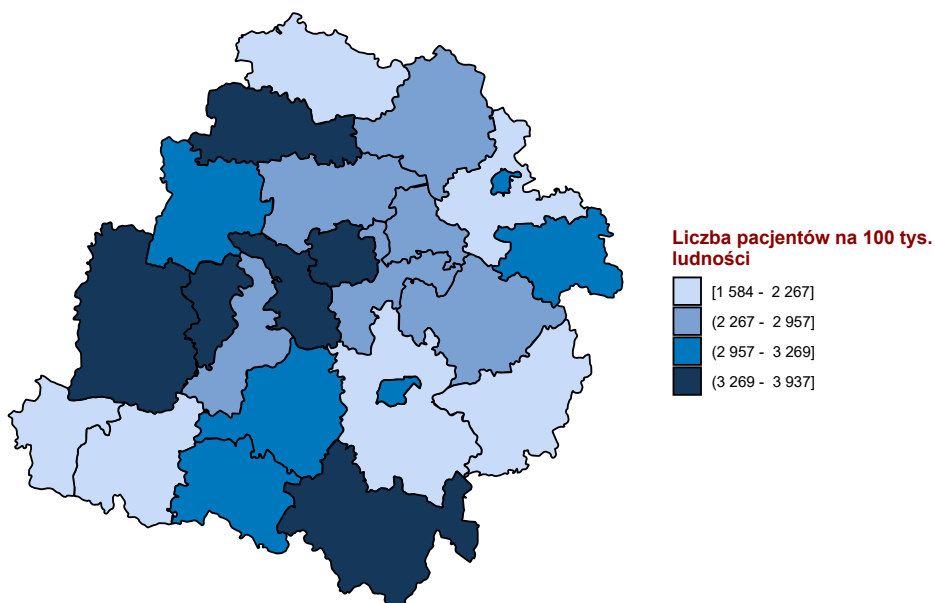 Liczba pacjentów na 100 tys.
ludności
[1 584 - 2 267]
(2 267 - 2 957]
(2 957 - 3 269]
(3 269 - 3 937]